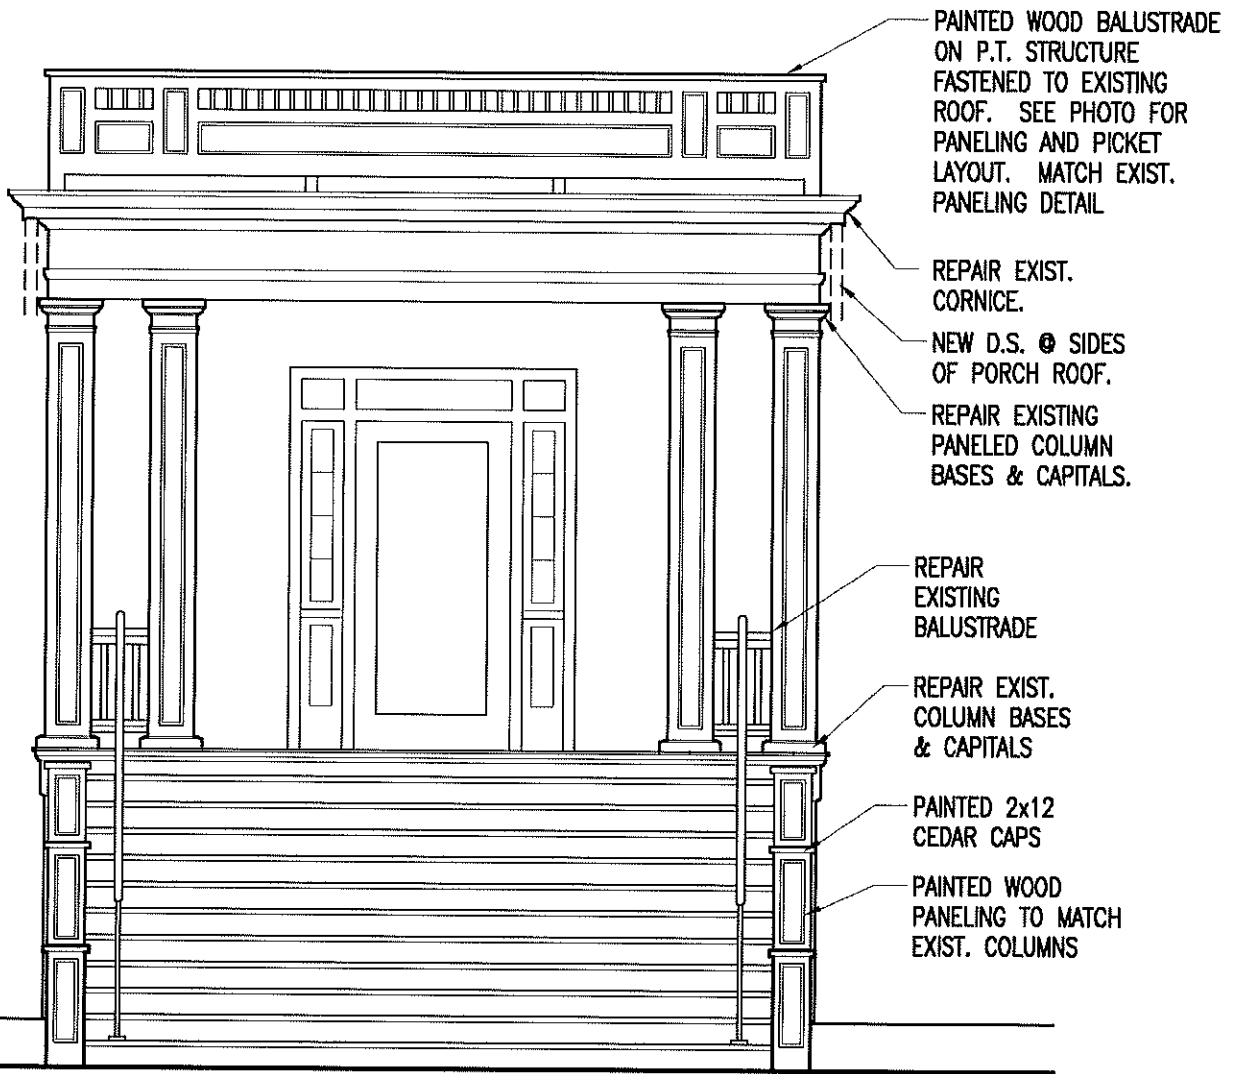 PAINTED WOOD BALUSTRADE
ON P.T. STRUCTURE
FASTENED TO EXISTING
ROOF. SEE PHOTO FOR
PANELING AND PICKET
LAYOUT. MATCH EXIST.
PANELING DETAIL
REPAIR EXIST.
CORNICE.
NEW D.S. @ SIDES
OF PORCH ROOF.
REPAIR EXISTING
PANELED COLUMN
BASES & CAPITALS.
REPAIR
EXISTING
BALUSTRADE
REPAIR EXIST.
COLUMN BASES
& CAPITALS
PAINTED 2x12
CEDAR CAPS
PAINTED WOOD
PANELING TO MATCH
EXIST. COLUMNS